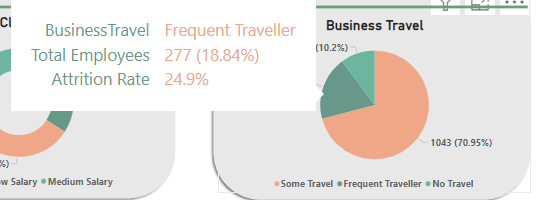 BusinessTravel Frequent Traveller
Total Employees 277 (18.84%)
Attrition Rate 24.9%
Business Travel
(10.2%)
1043 (70.95%)
Salary Medium Salary
Some Travel Frequent Traveller No Travel